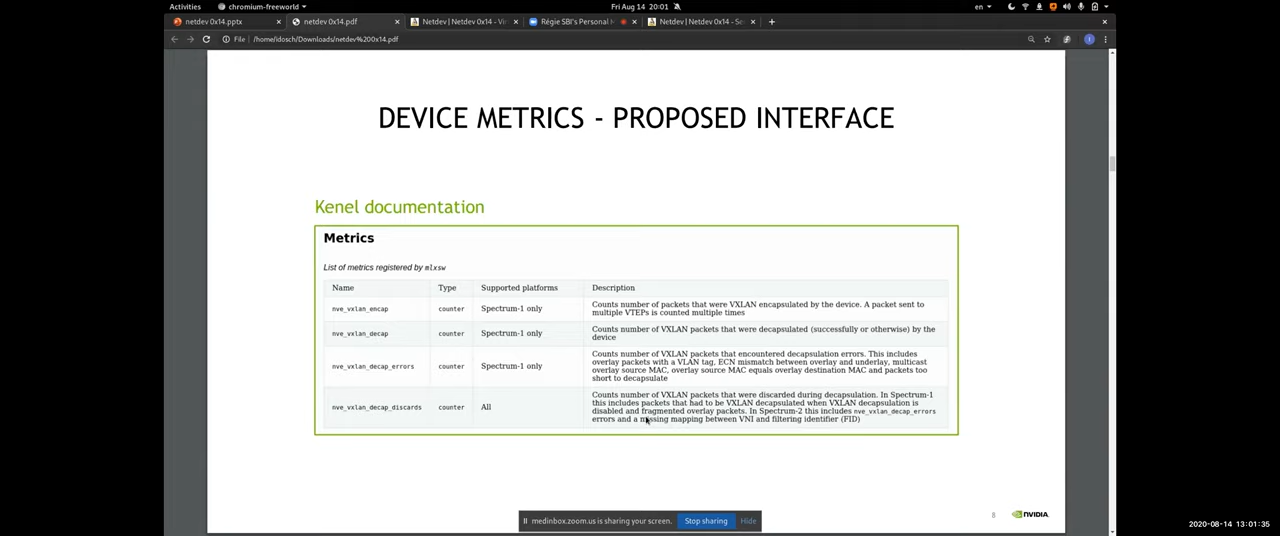 Activities
chromium-freeworld
Fri Aug 14 20:01
en
netdev 0x14.pptx
netdev 0x14.pdf
Netdev | Netdev 0x14 - Vir
Régie SBI's Personal M
Netdev | Netdev 0x14 - Se
File
/home/idosch/Downloads/netdev%200x14.pdf
DEVICE METRICS - PROPOSED INTERFACE
Kenel documentation
Metrics
List of metrics registered by mlxsw
Name Type Supported platforms Description
nve_vxlan_encap counter Spectrum-1 only Counts number of packets that were VXLAN encapsulated by the device. A packet sent to
multiple VTEPs is counted multiple times
nve_vxlan_decap counter Spectrum-1 only Counts number of VXLAN packets that were decapsulated (successfully or otherwise) by the
device
nve_vxlan_decap_errors counter Spectrum-1 only Counts number of VXLAN packets that encountered decapsulation errors. This includes
overlay packets with a VLAN tag, ECN mismatch between overlay and underlay, multicast
overlay source MAC, overlay source MAC equals overlay destination MAC and packets too
short to decapsulate
nve_vxlan_decap_discards counter All Counts number of VXLAN packets that were discarded during decapsulation. In Spectrum-1
this includes packets that had to be VXLAN decapsulated when VXLAN decapsulation is
disabled and fragmented overlay packets. In Spectrum-2 this includes nve_vxlan_decap_errors
errors and a missing mapping between VNI and filtering identifier (FID)
8
NVIDIA.
medinbox.zoom.us is sharing your screen.
Stop sharing
Hide
2020-08-14 13:01:35